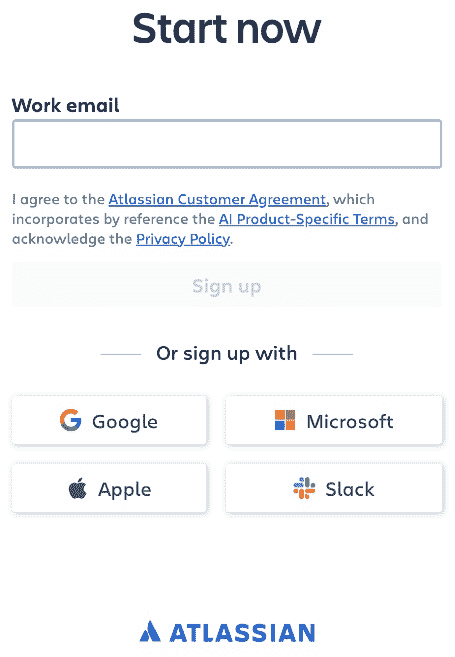 Start now
Work email
I agree to the Atlassian Customer Agreement, which
incorporates by reference the AI Product-Specific Terms, and
acknowledge the Privacy Policy.
Sign up
Or sign up with
Google
Microsoft
Apple
Slack
ATLASSIAN